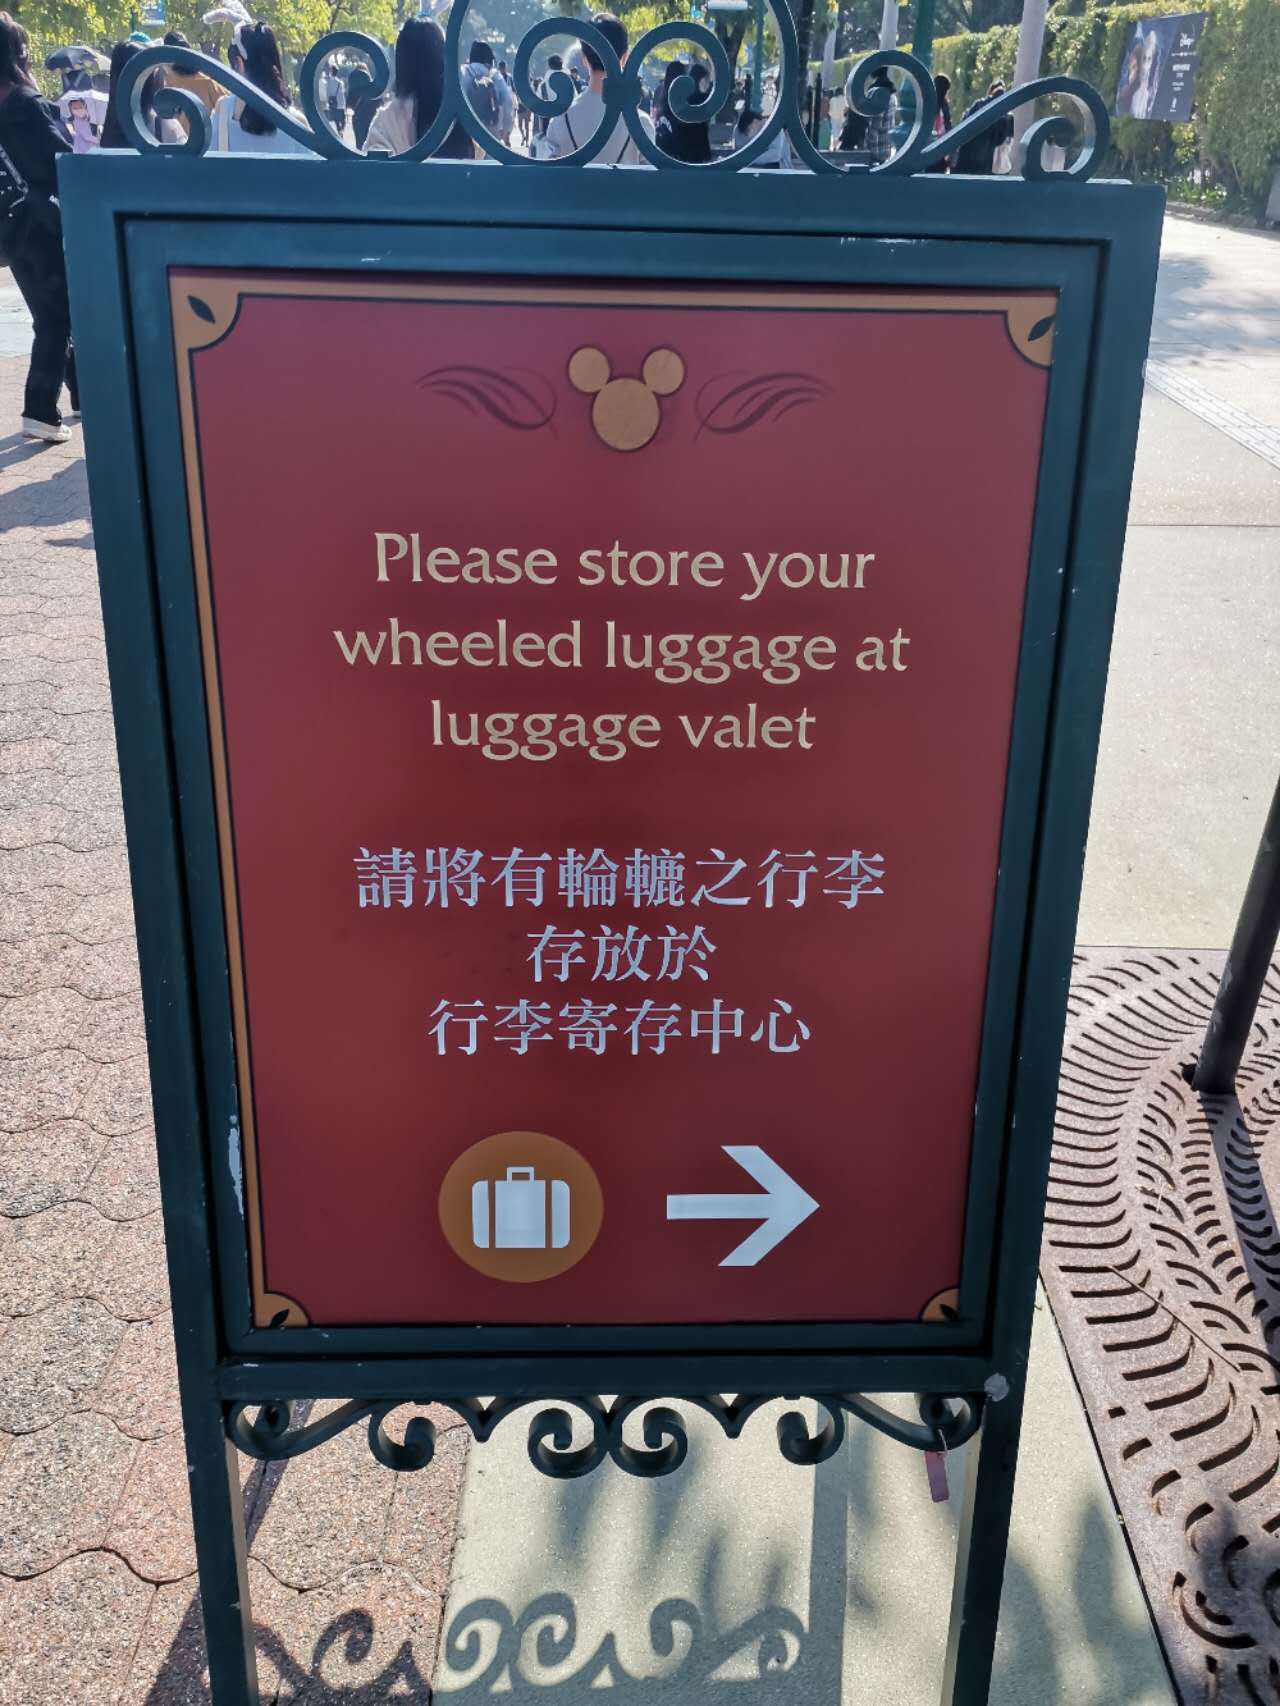 Please store your
wheeled luggage at
luggage valet
請將有輪轆之行李
存放於
行李寄存中心